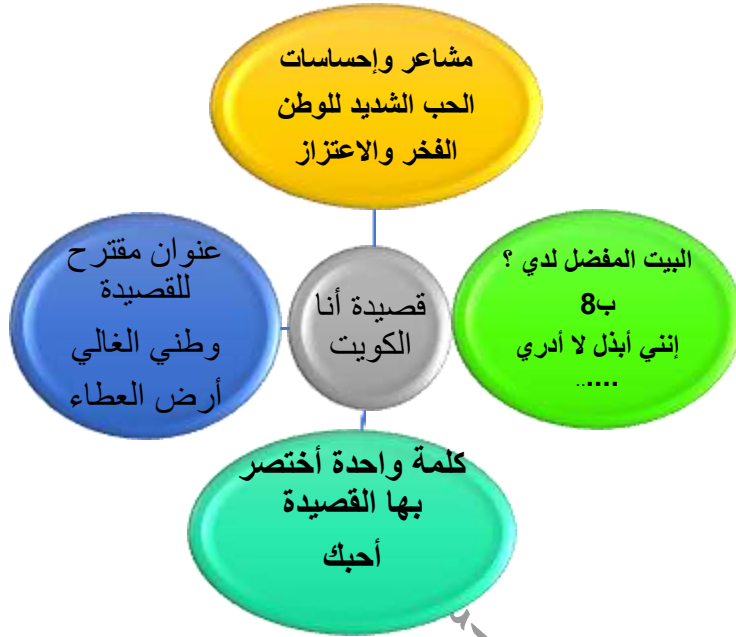 مشاعر وإحساسات
الحب الشديد للوطن
الفخر والاعتزاز
البيت المفضل لدي ؟
ب8
إنني أبذل لا أدري
......
قصيدة أنا
الكويت
عنوان مقترح
للقصيدة
وطني الغالي
أرض العطاء
كلمة واحدة أختصر
بها القصيدة
أحبك